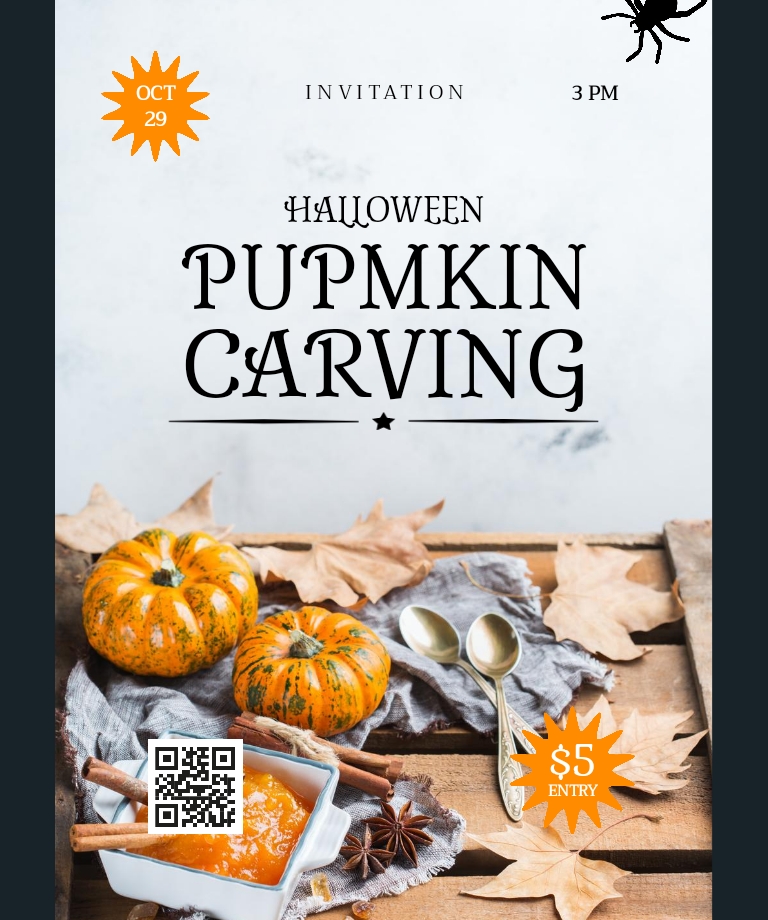 OCT
29
INVITATION
3 PM
HALLOWEEN
PUPMKIN
CARVING
$5
ENTRY